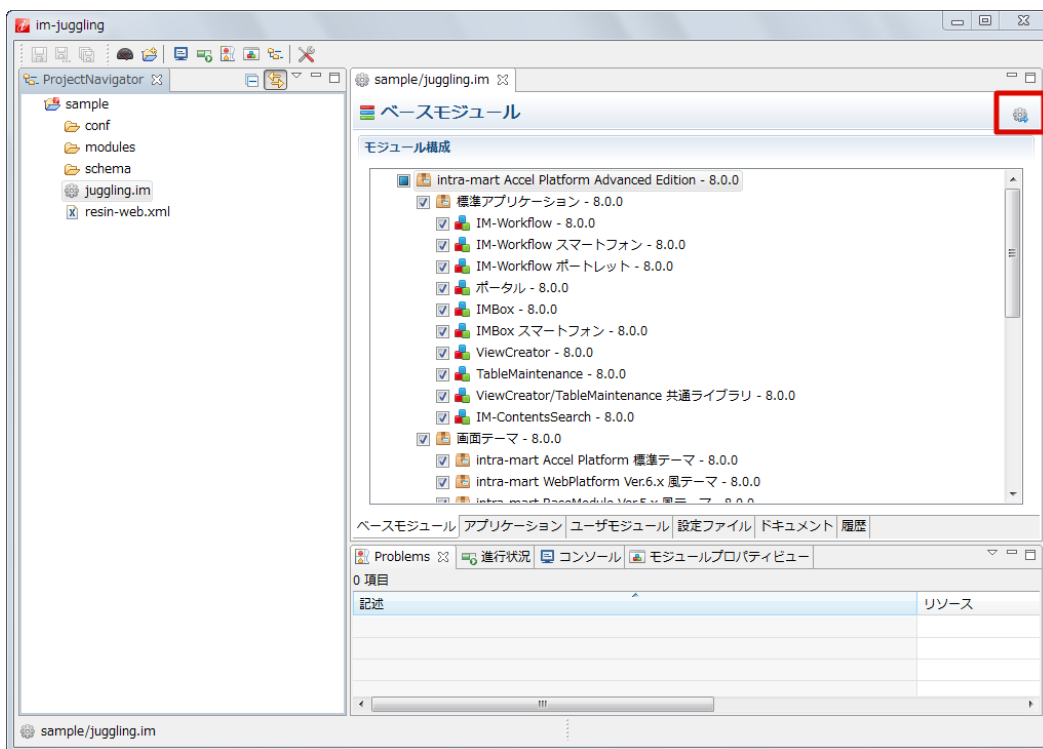 im-juggling
ProjectNavigator
sample
conf
modules
schema
juggling.im
resin-web.xml
sample/juggling.im
ベースモジュール
モジュール構成
intra-mart Accel Platform Advanced Edition - 8.0.0
標準アプリケーション - 8.0.0
IM-Workflow - 8.0.0
IM-Workflow スマートフォン - 8.0.0
IM-Workflow ポートレット - 8.0.0
ポータル - 8.0.0
IMBox - 8.0.0
IMBox スマートフォン - 8.0.0
ViewCreator - 8.0.0
TableMaintenance - 8.0.0
ViewCreator/TableMaintenance 共通ライブラリ - 8.0.0
IM-ContentsSearch - 8.0.0
画面テーマ - 8.0.0
intra-mart Accel Platform 標準テーマ - 8.0.0
intra-mart WebPlatform Ver.6.x 風テーマ - 8.0.0
intra-mart BaseModule Ver.5.x 風テーマ - 8.0.0
ベースモジュール アプリケーション ユーザモジュール 設定ファイル ドキュメント 履歴
Problems 進行状況 コンソール モジュールプロパティビュー
0 項目
記述 リソース
sample/juggling.im